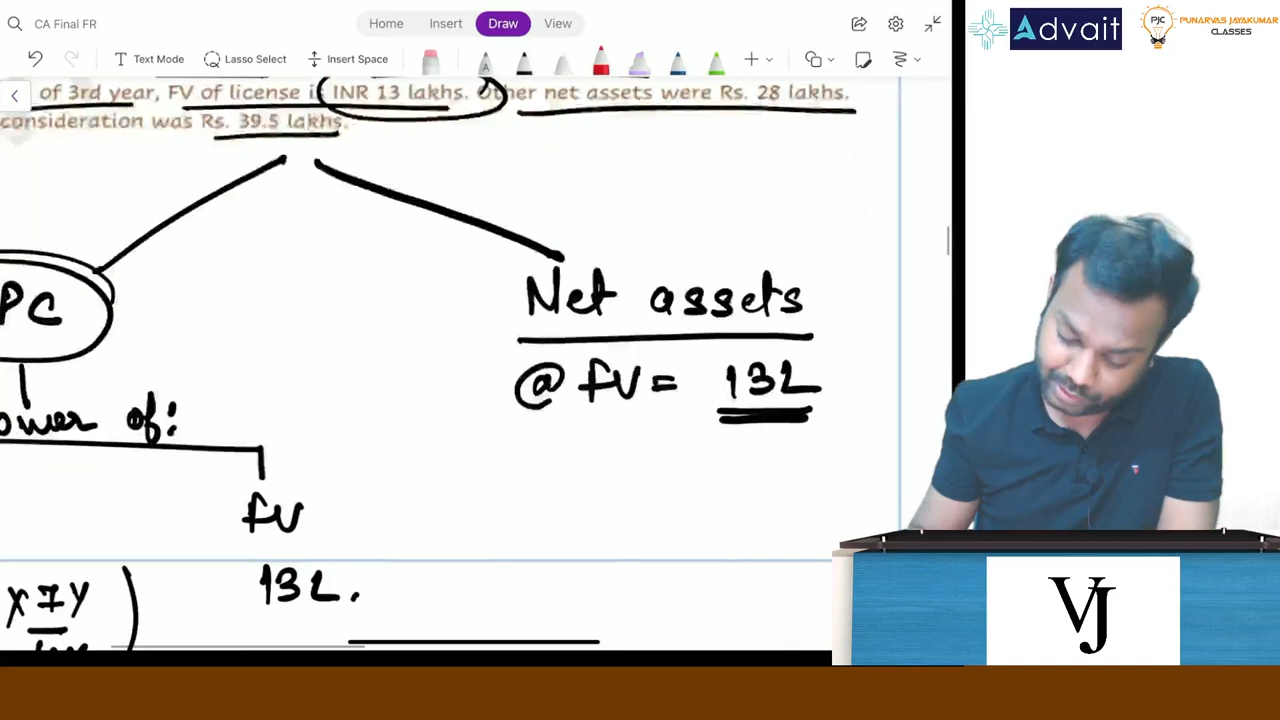 CA Final FR
Home Insert Draw View
Text Mode Lasso Select Insert Space
of 3rd year, FV of license i INR 13 lakhs. Other net assets were Rs. 28 lakhs.
consideration was Rs. 39.5 lakhs.
PC
Net assets
@ FV = 13L
ower of:
FV
x 7Y
13L.
Advait
PJC
PUNARVAS JAYAKUMAR
CLASSES
VJ